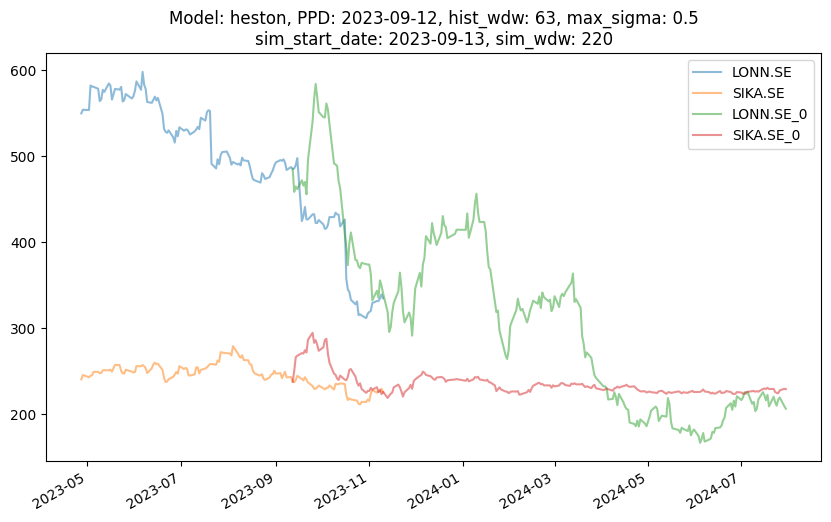 Model: heston, PPD: 2023-09-12, hist_wdw: 63, max_sigma: 0.5
sim_start_date: 2023-09-13, sim_wdw: 220
LONN.SE
SIKA.SE
LONN.SE_0
SIKA.SE_0
600
500
400
300
200
2023-05
2023-07
2023-09
2023-11
2024-01
2024-03
2024-05
2024-07